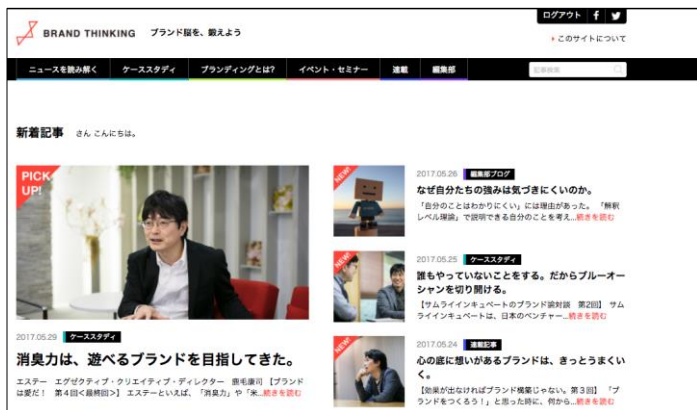 ログアウト
BRAND THINKING ブランド脳を、鍛えよう
このサイトについて
ニュースを読み解く ケーススタディ ブランディングとは? イベント・セミナー 連載 編集部 記事検索
新着記事 さん こんにちは。
PICK UP!
2017.05.29 ケーススタディ
消臭力は、遊べるブランドを目指してきた。
エステー エグゼクティブ・クリエイティブ・ディレクター 鹿毛康司 【ブランド
は愛だ! 第4回<最終回>】 エステーといえば、「消臭力」や「米...続きを読む
NEW!
2017.05.26 編集部ブログ
なぜ自分たちの強みは気づきにくいのか。
「自分のことはわかりにくい」には理由があった。 「解釈
レベル理論」で説明できる自分のことを考え...続きを読む
NEW!
2017.05.25 ケーススタディ
誰もやっていないことをする。だからブルーオー
シャンを切り開ける。
【サムライインキュベートのブランド論対談 第2回】 サム
ライインキュベートは、日本のベンチャー...続きを読む
NEW!
2017.05.24 連載記事
心の底に想いがあるブランドは、きっとうまくい
く。
【効果が出なければブランド構築じゃない。第3回】 「ブ
ランドをつくろう!」と思った時に、何から...続きを読む